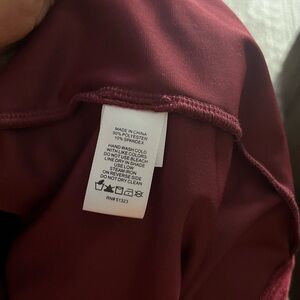 MADE IN CHINA
90% POLYESTER
10% SPANDEX
HAND WASH COLD
WITH LIKE COLORS
DO NOT USE BLEACH
LINE DRY IN SHADE
USE LOW
STEAM IRON
ON REVERSE SIDE
DO NOT DRY CLEAN
RN# 51323